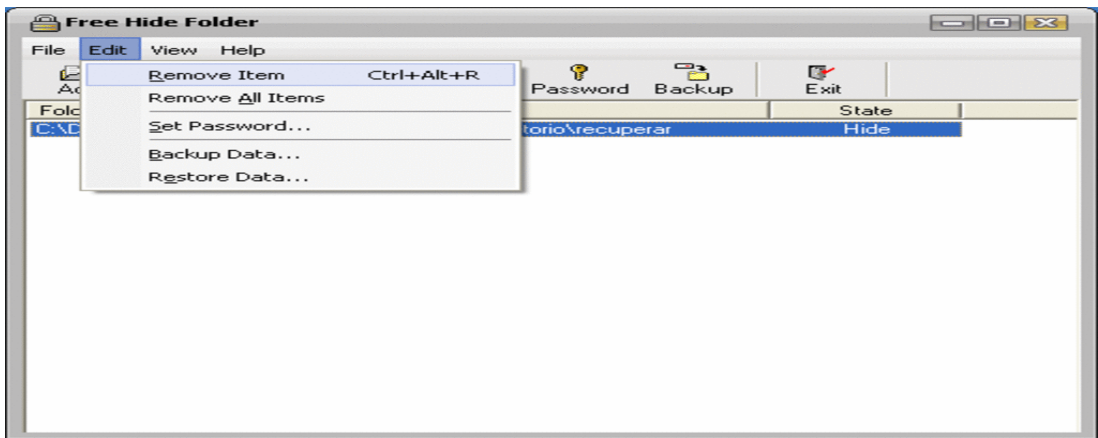 Free Hide Folder
File Edit View Help
Remove Item Ctrl+Alt+R
Remove All Items
Set Password...
Backup Data...
Restore Data...
Password Backup Exit
State
C:\D torio\recuperar Hide